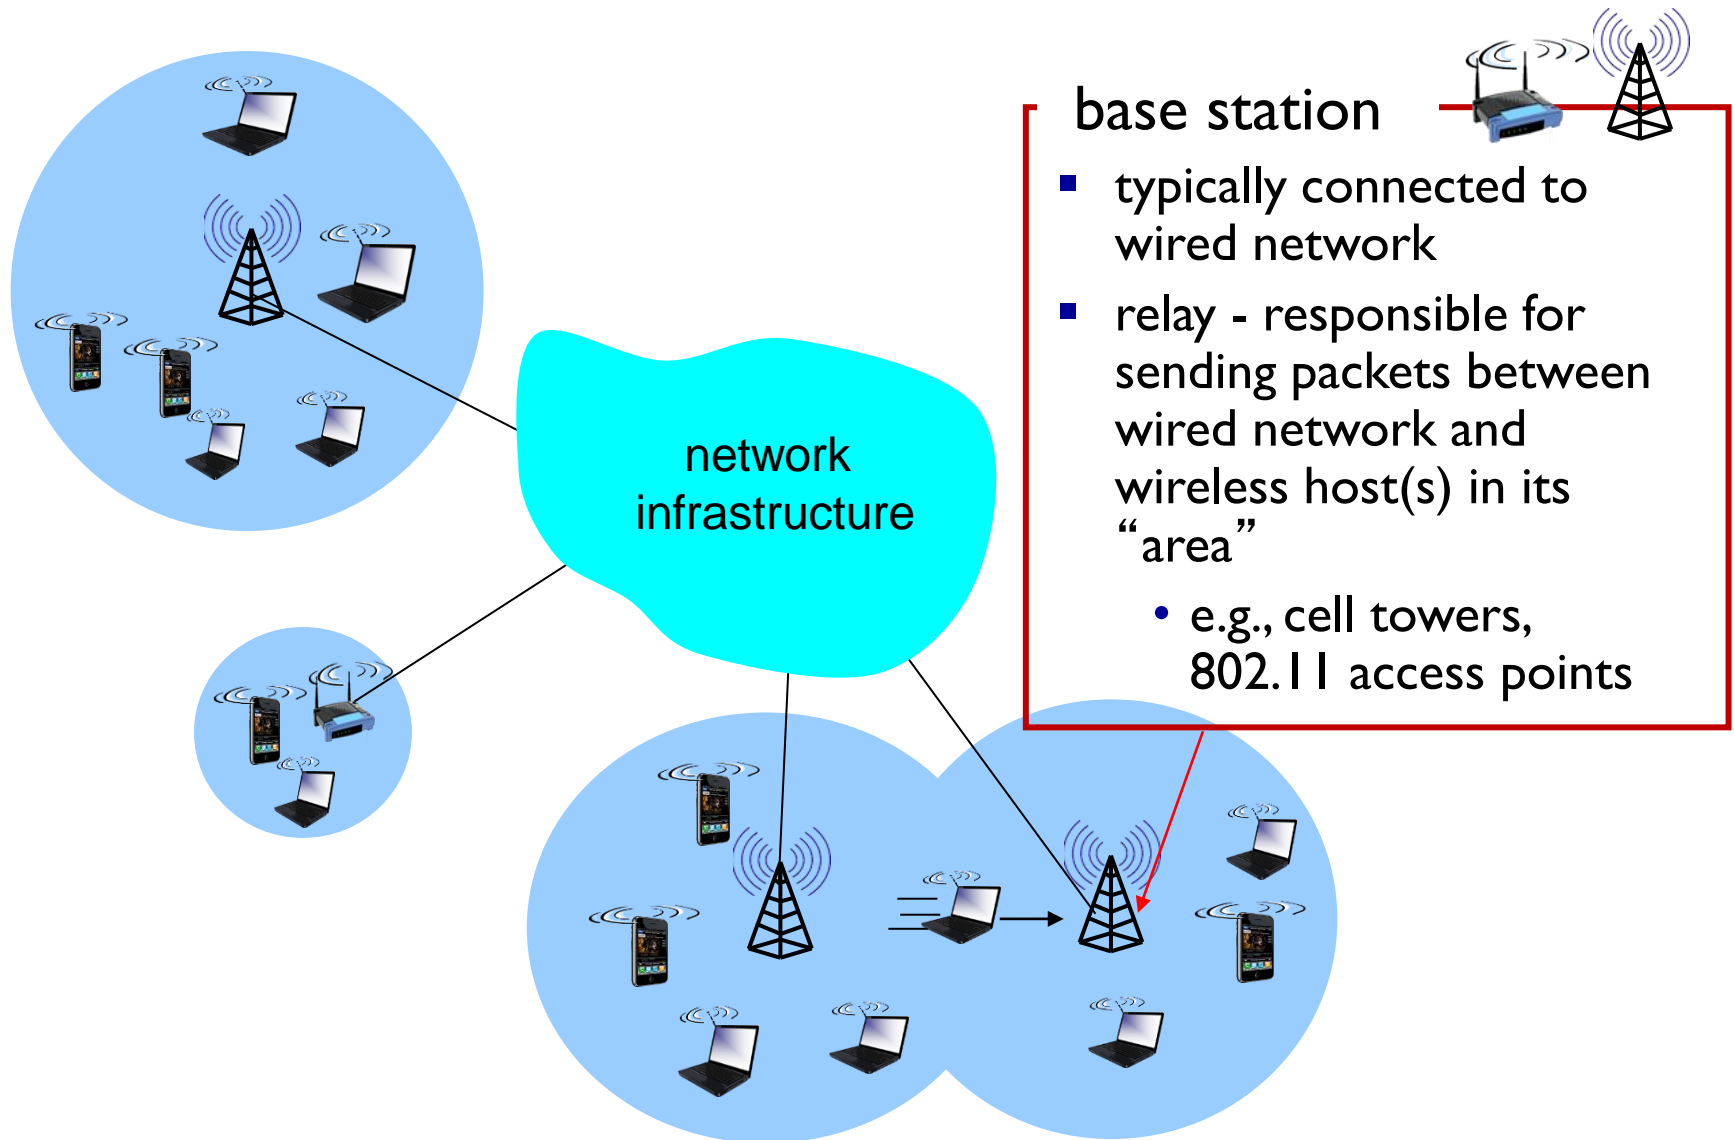 base station
▪ typically connected to
wired network
▪ relay - responsible for
sending packets between
wired network and
wireless host(s) in its
“area”
• e.g., cell towers,
802.11 access points
network
infrastructure